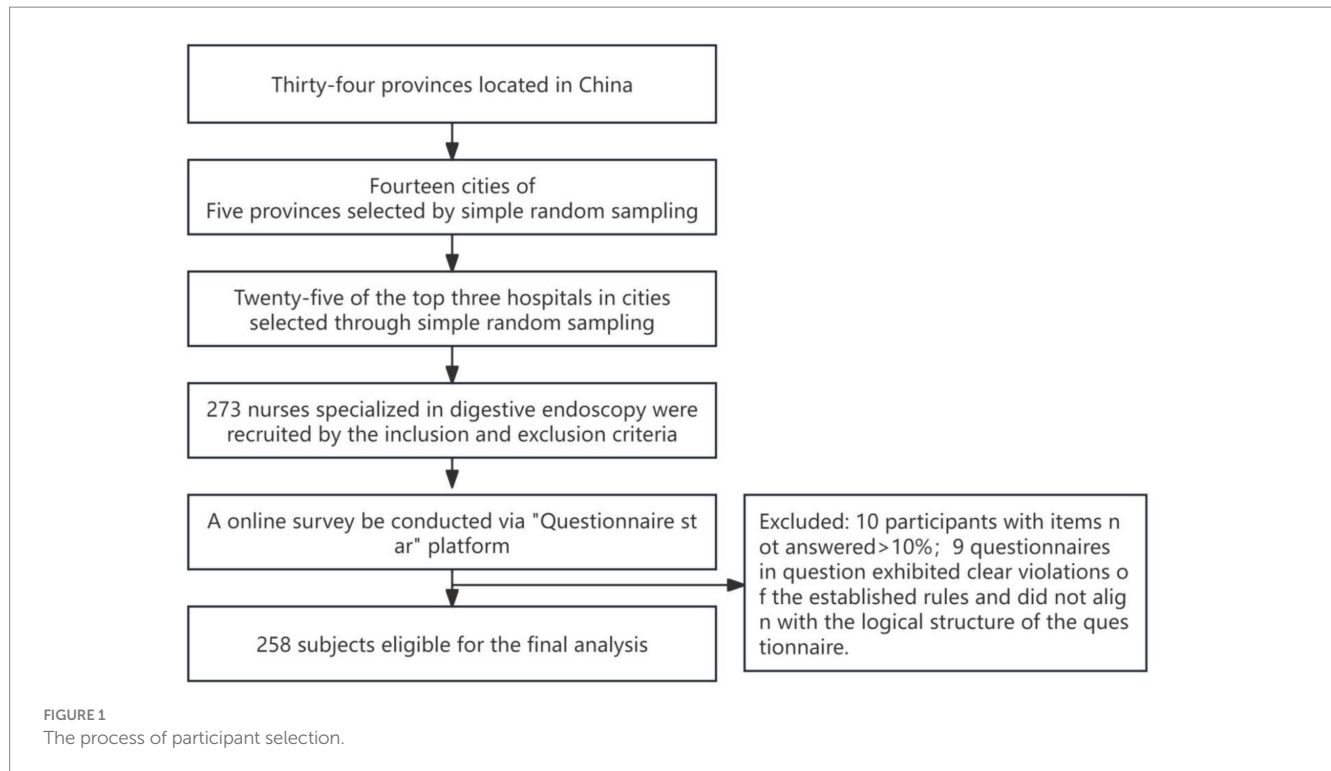 Thirty-four provinces located in China
Fourteen cities of
Five provinces selected by simple random sampling
Twenty-five of the top three hospitals in cities
selected through simple random sampling
273 nurses specialized in digestive endoscopy were
recruited by the inclusion and exclusion criteria
A online survey be conducted via "Questionnaire st
ar" platform
Excluded: 10 participants with items n
ot answered>10%; 9 questionnaires
in question exhibited clear violations o
f the established rules and did not alig
n with the logical structure of the ques
tionnaire.
258 subjects eligible for the final analysis
FIGURE 1
The process of participant selection.